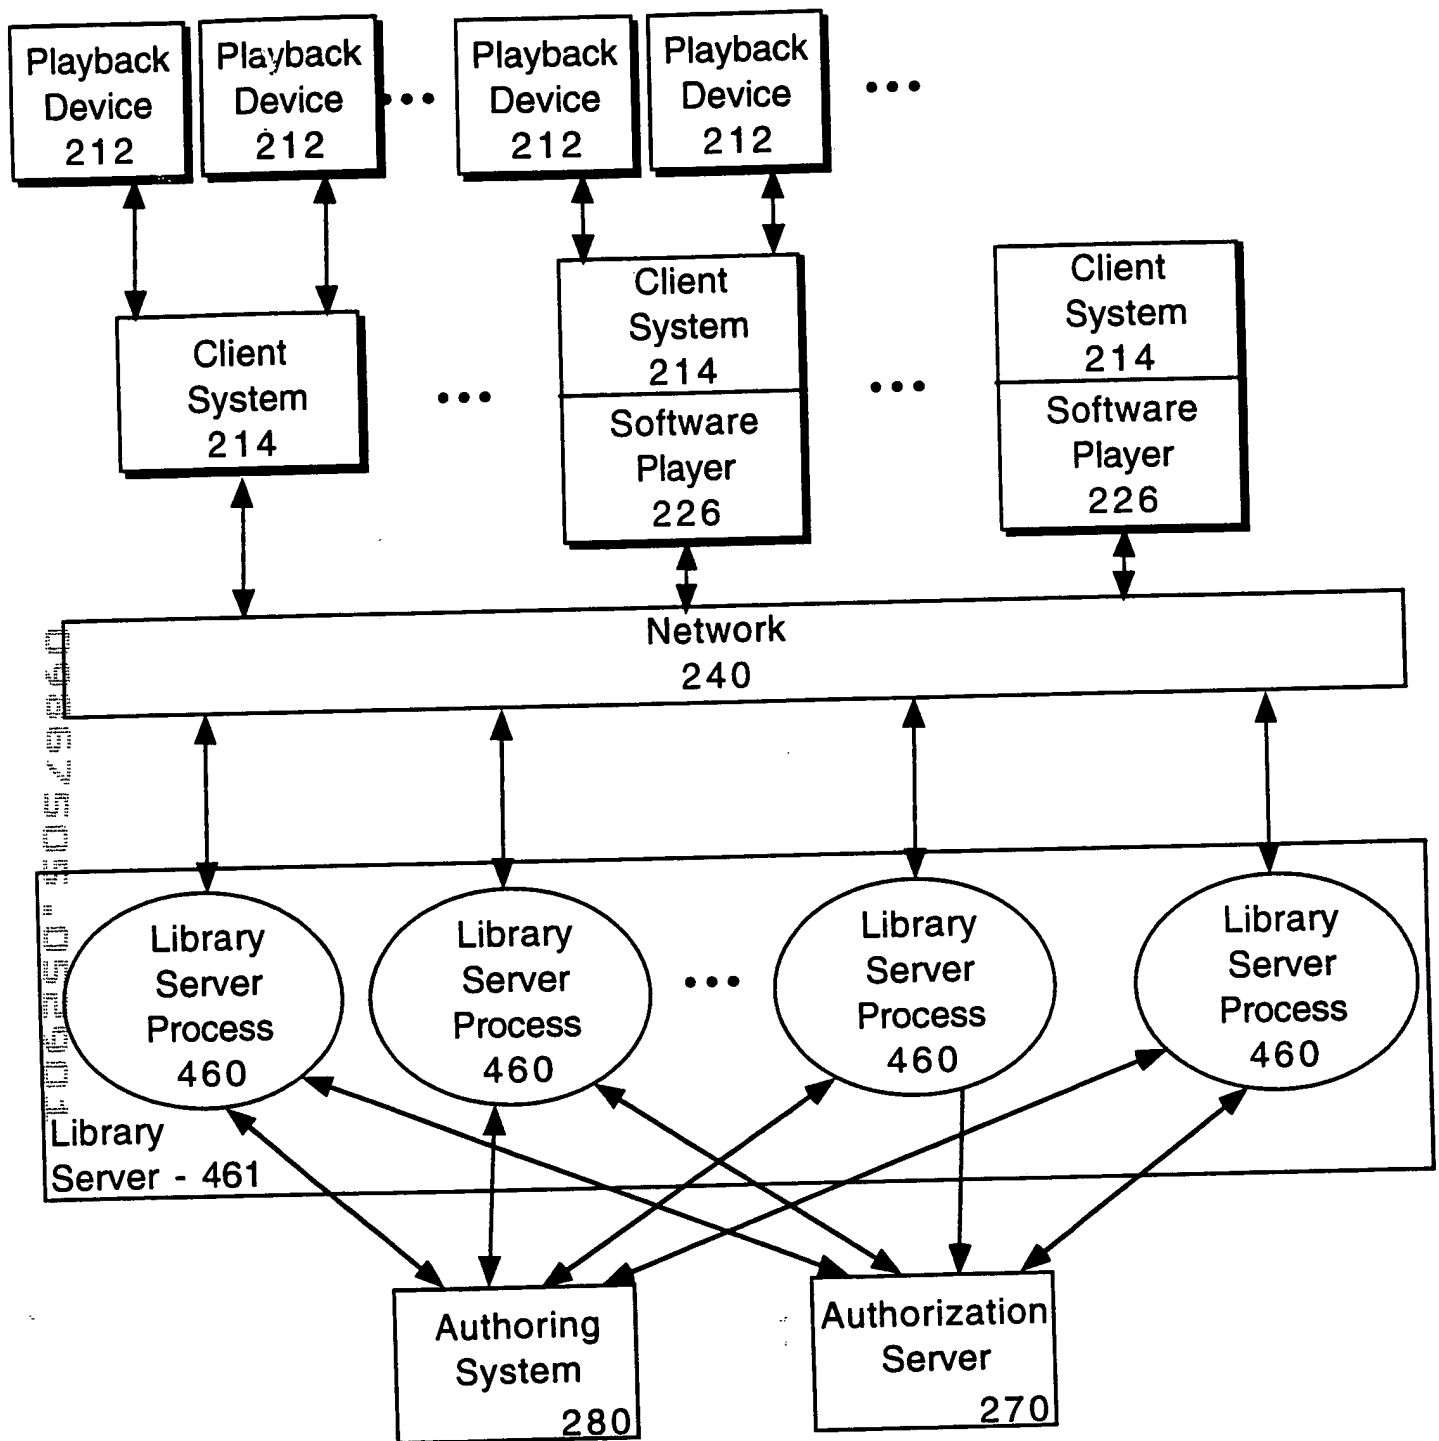 Playback
Device
212
Playback
Device
212
Playback
Device
212
Playback
Device
212
Client
System
214
Client
System
214
Software
Player
226
Client
System
214
Software
Player
226
Network
240
Library
Server
Process
460
Library
Server
Process
460
Library
Server
Process
460
Library
Server
Process
460
Library
Server - 461
Authoring
System
280
Authorization
Server
270